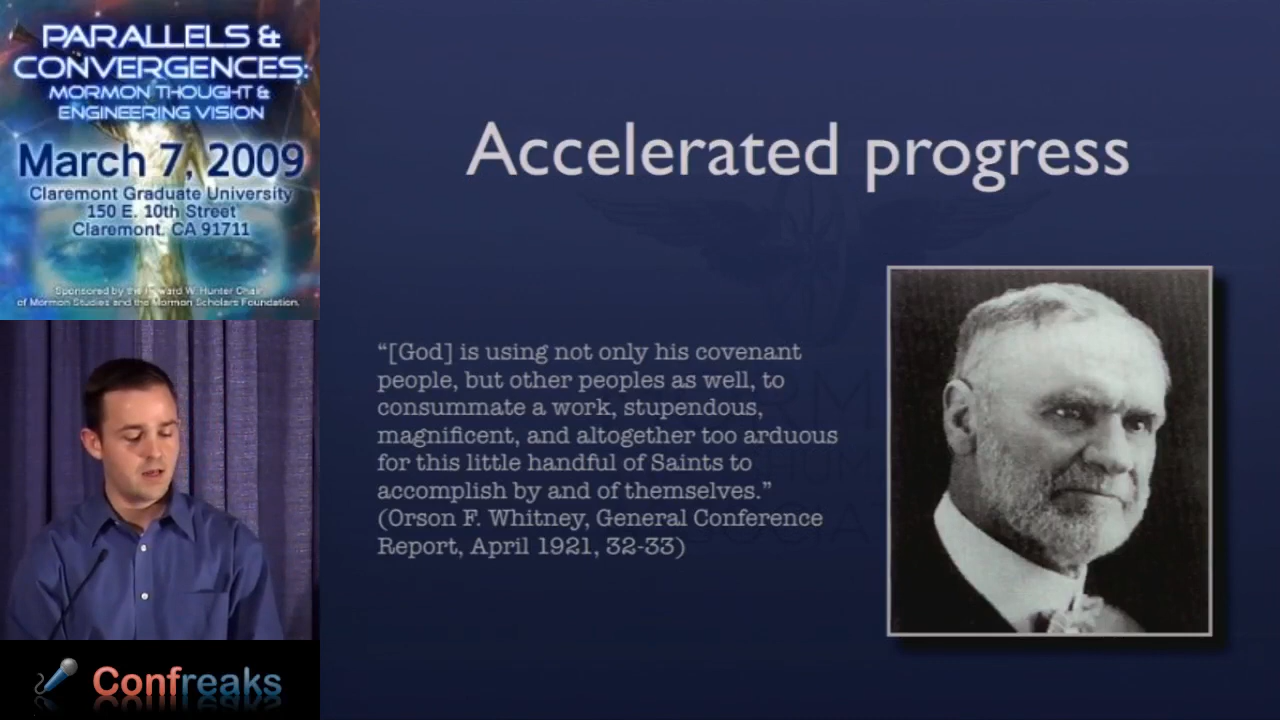 PARALLELS &
CONVERGENCES:
MORMON THOUGHT &
ENGINEERING VISION
March 7, 2009
Claremont Graduate University
150 E. 10th Street
Claremont, CA 91711
Sponsored by the Howard W. Hunter Chair
of Mormon Studies and the Mormon Scholars Foundation.
Confreaks
Accelerated progress
“[God] is using not only his covenant
people, but other peoples as well, to
consummate a work, stupendous,
magnificent, and altogether too arduous
for this little handful of Saints to
accomplish by and of themselves.”
(Orson F. Whitney, General Conference
Report, April 1921, 32-33)